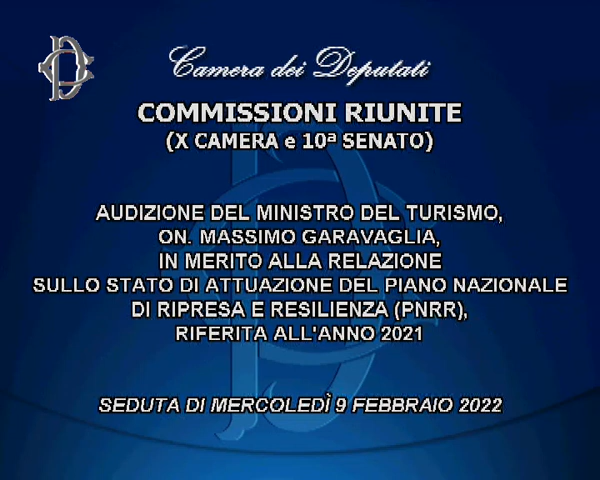 Camera dei Deputati
COMMISSIONI RIUNITE
(X CAMERA e 10ª SENATO)
AUDIZIONE DEL MINISTRO DEL TURISMO,
ON. MASSIMO GARAVAGLIA,
IN MERITO ALLA RELAZIONE
SULLO STATO DI ATTUAZIONE DEL PIANO NAZIONALE
DI RIPRESA E RESILIENZA (PNRR),
RIFERITA ALL'ANNO 2021
SEDUTA DI MERCOLEDÌ 9 FEBBRAIO 2022